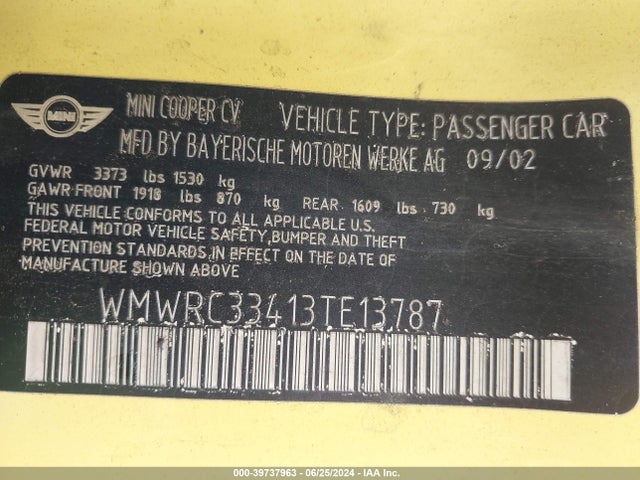 MINI
MINI COOPER CV VEHICLE TYPE: PASSENGER CAR
MFD BY BAYERISCHE MOTOREN WERKE AG 09/02
GVWR 3373 lbs 1530 kg
GAWR FRONT 1918 lbs 870 kg REAR 1609 lbs 730 kg
THIS VEHICLE CONFORMS TO ALL APPLICABLE U.S.
FEDERAL MOTOR VEHICLE SAFETY,BUMPER AND THEFT
PREVENTION STANDARDS IN EFFECT ON THE DATE OF
MANUFACTURE SHOWN ABOVE
WMWRC33413TE13787
000-39737963 - 06/25/2024 - IAA Inc.